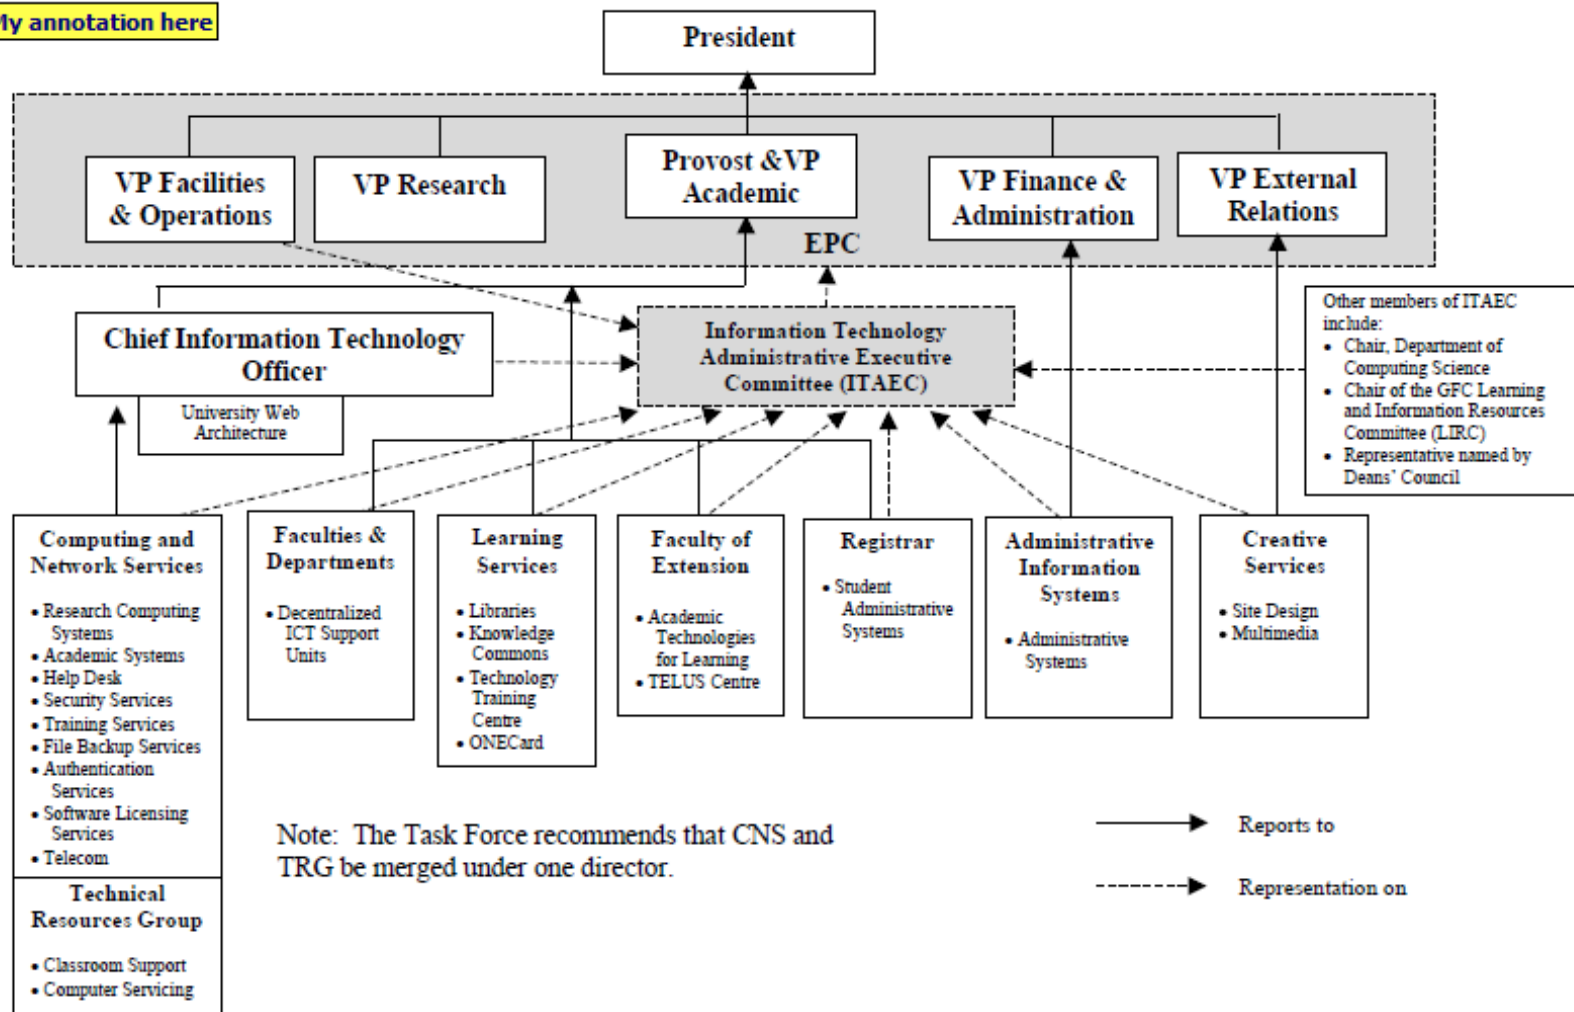 My annotation here
President
VP Facilities
& Operations
VP Research
Provost &VP
Academic
VP Finance &
Administration
VP External
Relations
EPC
Chief Information Technology
Officer
University Web
Architecture
Information Technology
Administrative Executive
Committee (ITAEC)
Other members of ITAEC
include:
• Chair, Department of
Computing Science
• Chair of the GFC Learning
and Information Resources
Committee (LIRC)
• Representative named by
Deans’ Council
Computing and
Network Services
• Research Computing
Systems
• Academic Systems
• Help Desk
• Security Services
• Training Services
• File Backup Services
• Authentication
Services
• Software Licensing
Services
• Telecom
Technical
Resources Group
• Classroom Support
• Computer Servicing
Faculties &
Departments
• Decentralized
ICT Support
Units
Learning
Services
• Libraries
• Knowledge
Commons
• Technology
Training
Centre
• ONECard
Faculty of
Extension
• Academic
Technologies
for Learning
• TELUS Centre
Registrar
• Student
Administrative
Systems
Administrative
Information
Systems
• Administrative
Systems
Creative
Services
• Site Design
• Multimedia
Note: The Task Force recommends that CNS and
TRG be merged under one director.
Reports to
Representation on